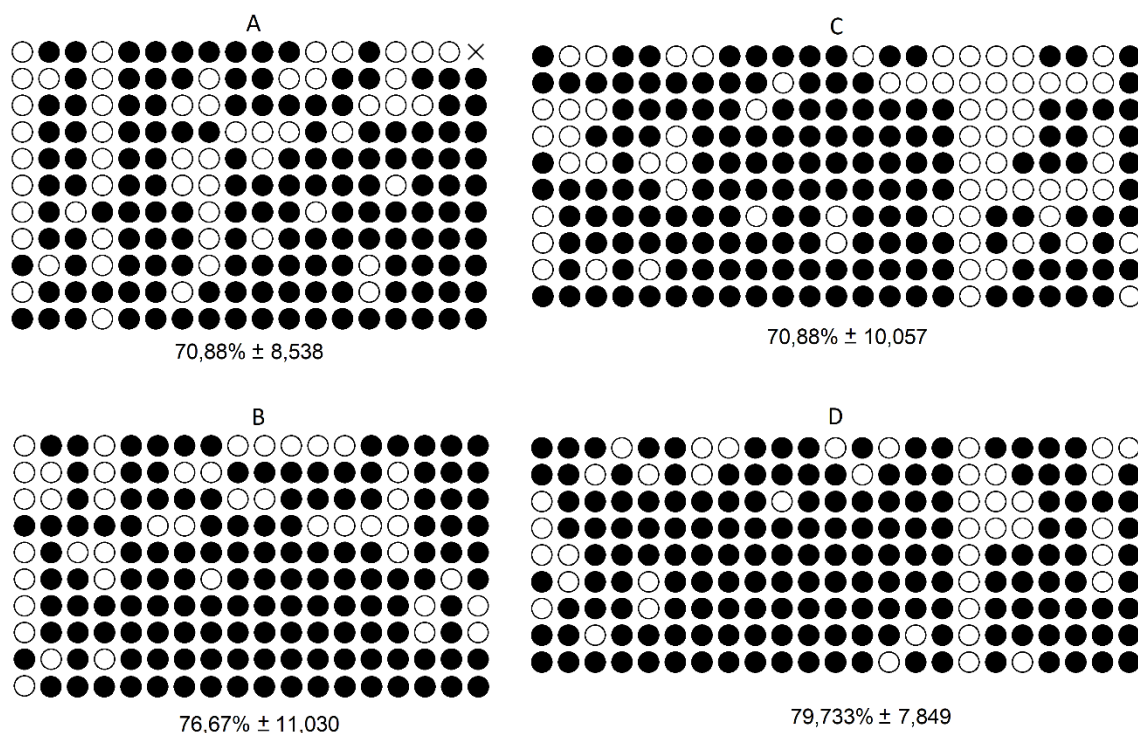 A
70,88% ± 8,538
B
76,67% ± 11,030
C
70,88% ± 10,057
D
79,733% ± 7,849